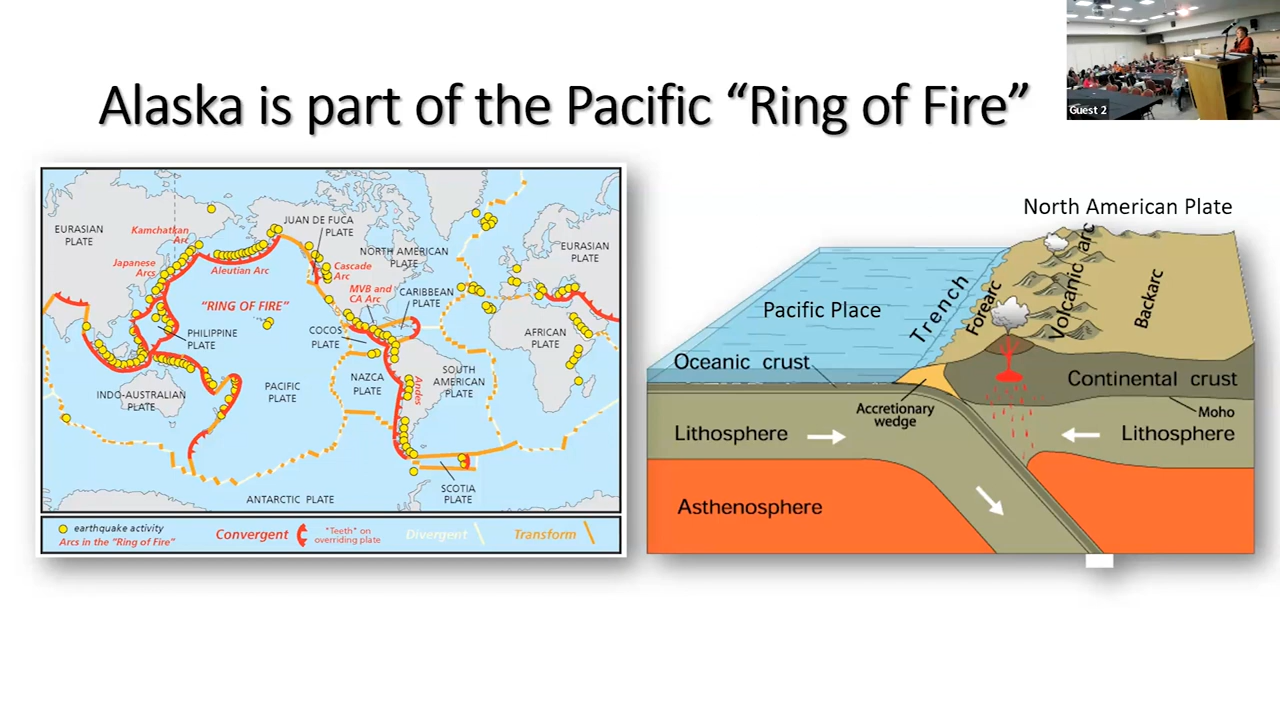 Alaska is part of the Pacific “Ring of Fire”
Guest 2
EURASIAN
PLATE
Kamchatkan
Arc
Japanese
Arcs
Aleutian Arc
JUAN DE FUCA
PLATE
NORTH AMERICAN
PLATE
EURASIAN
PLATE
Cascade
Arc
MVB and
CA Arc
CARIBBEAN
PLATE
“RING OF FIRE”
PHILIPPINE
PLATE
COCOS
PLATE
AFRICAN
PLATE
INDO-AUSTRALIAN
PLATE
PACIFIC
PLATE
NAZCA
PLATE
Andes
SOUTH
AMERICAN
PLATE
SCOTIA
PLATE
ANTARCTIC PLATE
earthquake activity
Arcs in the “Ring of Fire”
Convergent
"Teeth" on
overriding plate
Divergent
Transform
North American Plate
Pacific Place
Trench
Forearc
Volcanic arc
Backarc
Oceanic crust
Accretionary
wedge
Continental crust
Moho
Lithosphere
Lithosphere
Asthenosphere